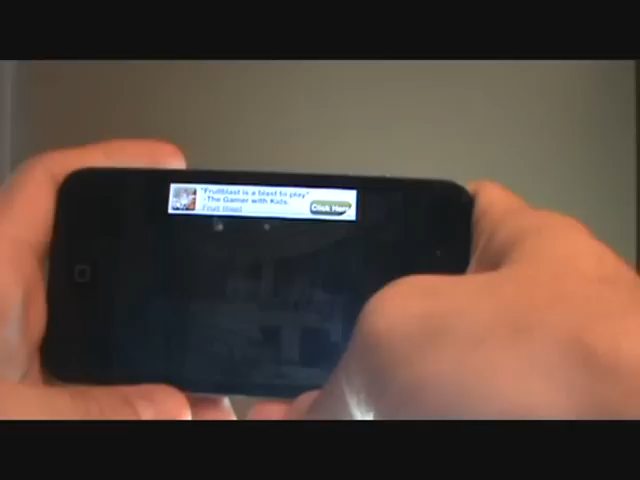 "FruitBlast is a blast to play"
-The Gamer with Kids.
Fruit Blast
Click Here